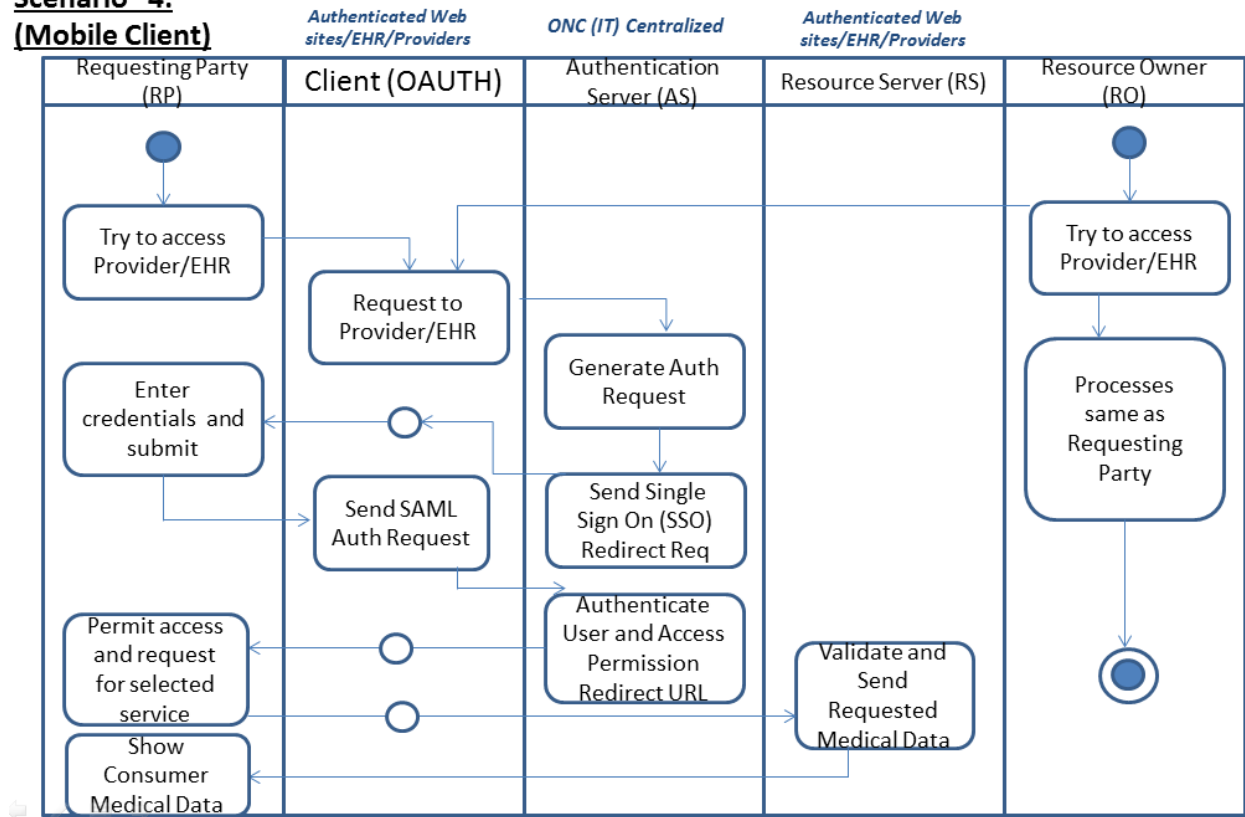 Scenario 4:
(Mobile Client)
Authenticated Web
sites/EHR/Providers
ONC (IT) Centralized
Authenticated Web
sites/EHR/Providers
Requesting Party
(RP)
Client (OAUTH)
Authentication
Server (AS)
Resource Server (RS)
Resource Owner
(RO)
Try to access
Provider/EHR
Request to
Provider/EHR
Generate Auth
Request
Try to access
Provider/EHR
Enter
credentials and
submit
Processes
same as
Requesting
Party
Send SAML
Auth Request
Send Single
Sign On (SSO)
Redirect Req
Authenticate
User and Access
Permission
Redirect URL
Permit access
and request
for selected
service
Validate and
Send
Requested
Medical Data
Show
Consumer
Medical Data